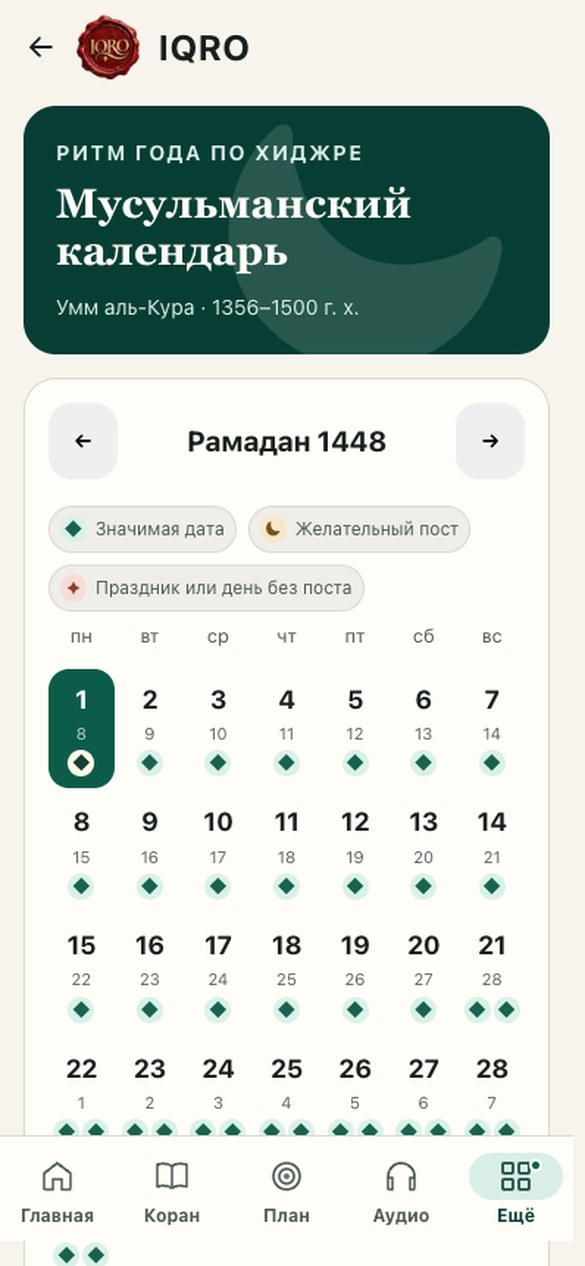 IQRO IQRO
РИТМ ГОДА ПО ХИДЖРЕ
Мусульманский
календарь
Умм аль-Кура · 1356–1500 г. х.
Рамадан 1448
Значимая дата Желательный пост
Праздник или день без поста
пн вт ср чт пт сб вс
1 2 3 4 5 6 7
8 9 10 11 12 13 14
8 9 10 11 12 13 14
15 16 17 18 19 20 21
15 16 17 18 19 20 21
22 23 24 25 26 27 28
22 23 24 25 26 27 28
1 2 3 4 5 6 7
Главная Коран План Аудио Ещё